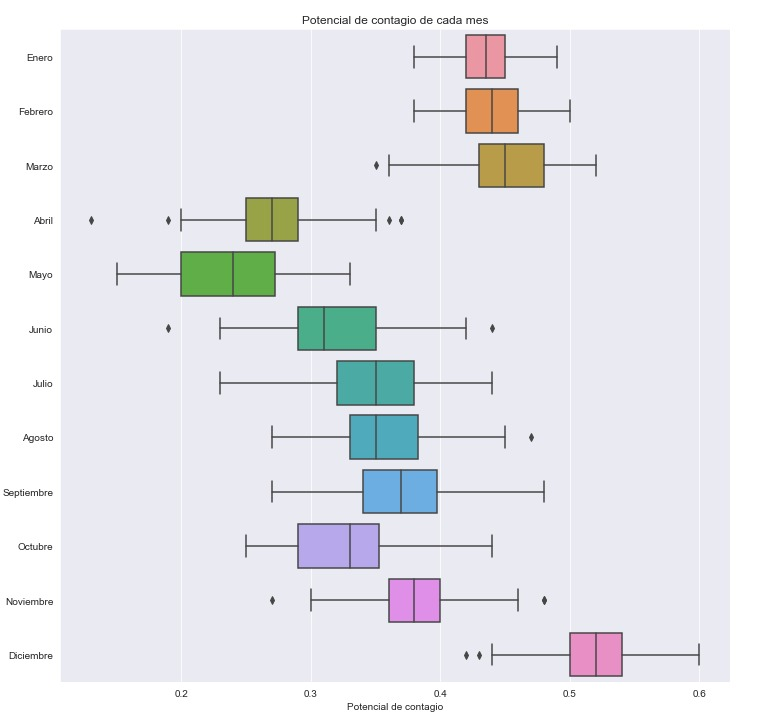 Potencial de contagio de cada mes
Enero
Febrero
Marzo
Abril
Mayo
Junio
Julio
Agosto
Septiembre
Octubre
Noviembre
Diciembre
0.2 0.3 0.4 0.5 0.6
Potencial de contagio